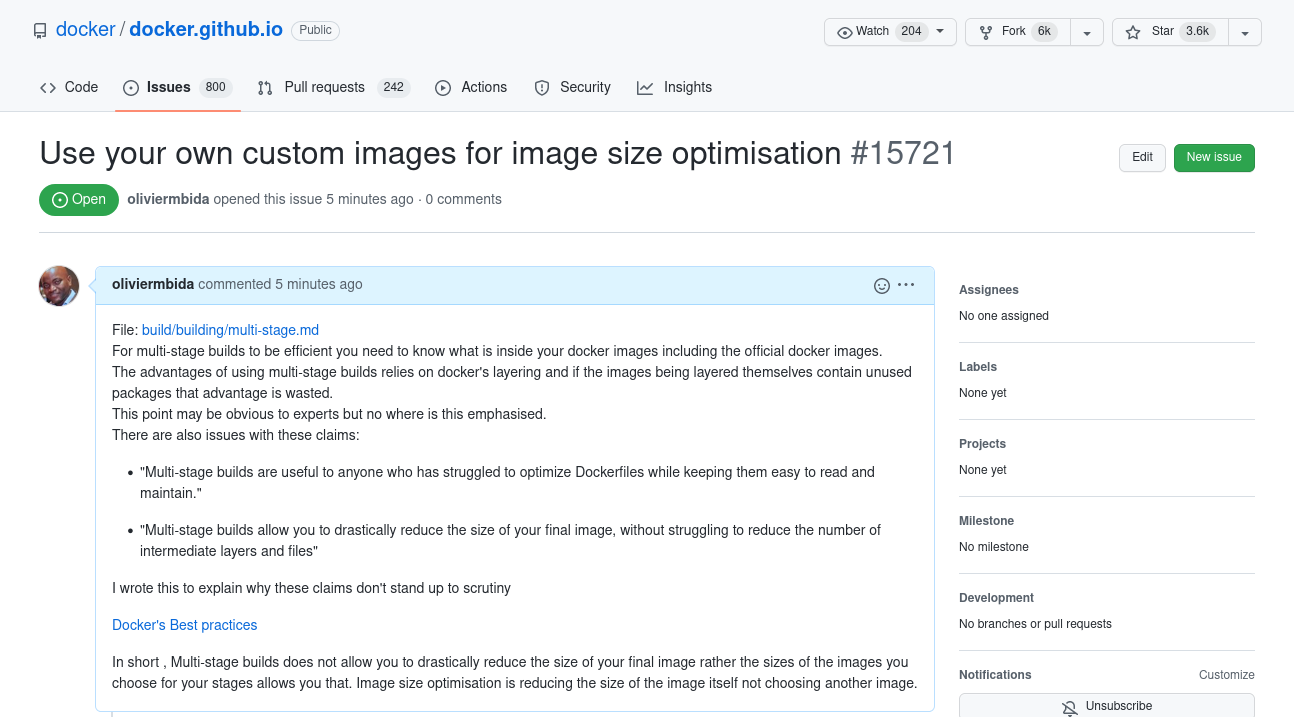 docker / docker.github.io Public
Watch 204
Fork 6k
Star 3.6k
Code
Issues 800
Pull requests 242
Actions
Security
Insights
Use your own custom images for image size optimisation #15721
Edit
New issue
Open
oliviermbida opened this issue 5 minutes ago · 0 comments
oliviermbida commented 5 minutes ago
File: build/building/multi-stage.md
For multi-stage builds to be efficient you need to know what is inside your docker images including the official docker images.
The advantages of using multi-stage builds relies on docker's layering and if the images being layered themselves contain unused
packages that advantage is wasted.
This point may be obvious to experts but no where is this emphasised.
There are also issues with these claims:
• "Multi-stage builds are useful to anyone who has struggled to optimize Dockerfiles while keeping them easy to read and
maintain."
• "Multi-stage builds allow you to drastically reduce the size of your final image, without struggling to reduce the number of
intermediate layers and files"
I wrote this to explain why these claims don't stand up to scrutiny
Docker's Best practices
In short , Multi-stage builds does not allow you to drastically reduce the size of your final image rather the sizes of the images you
choose for your stages allows you that. Image size optimisation is reducing the size of the image itself not choosing another image.
Assignees
No one assigned
Labels
None yet
Projects
None yet
Milestone
No milestone
Development
No branches or pull requests
Notifications
Customize
Unsubscribe